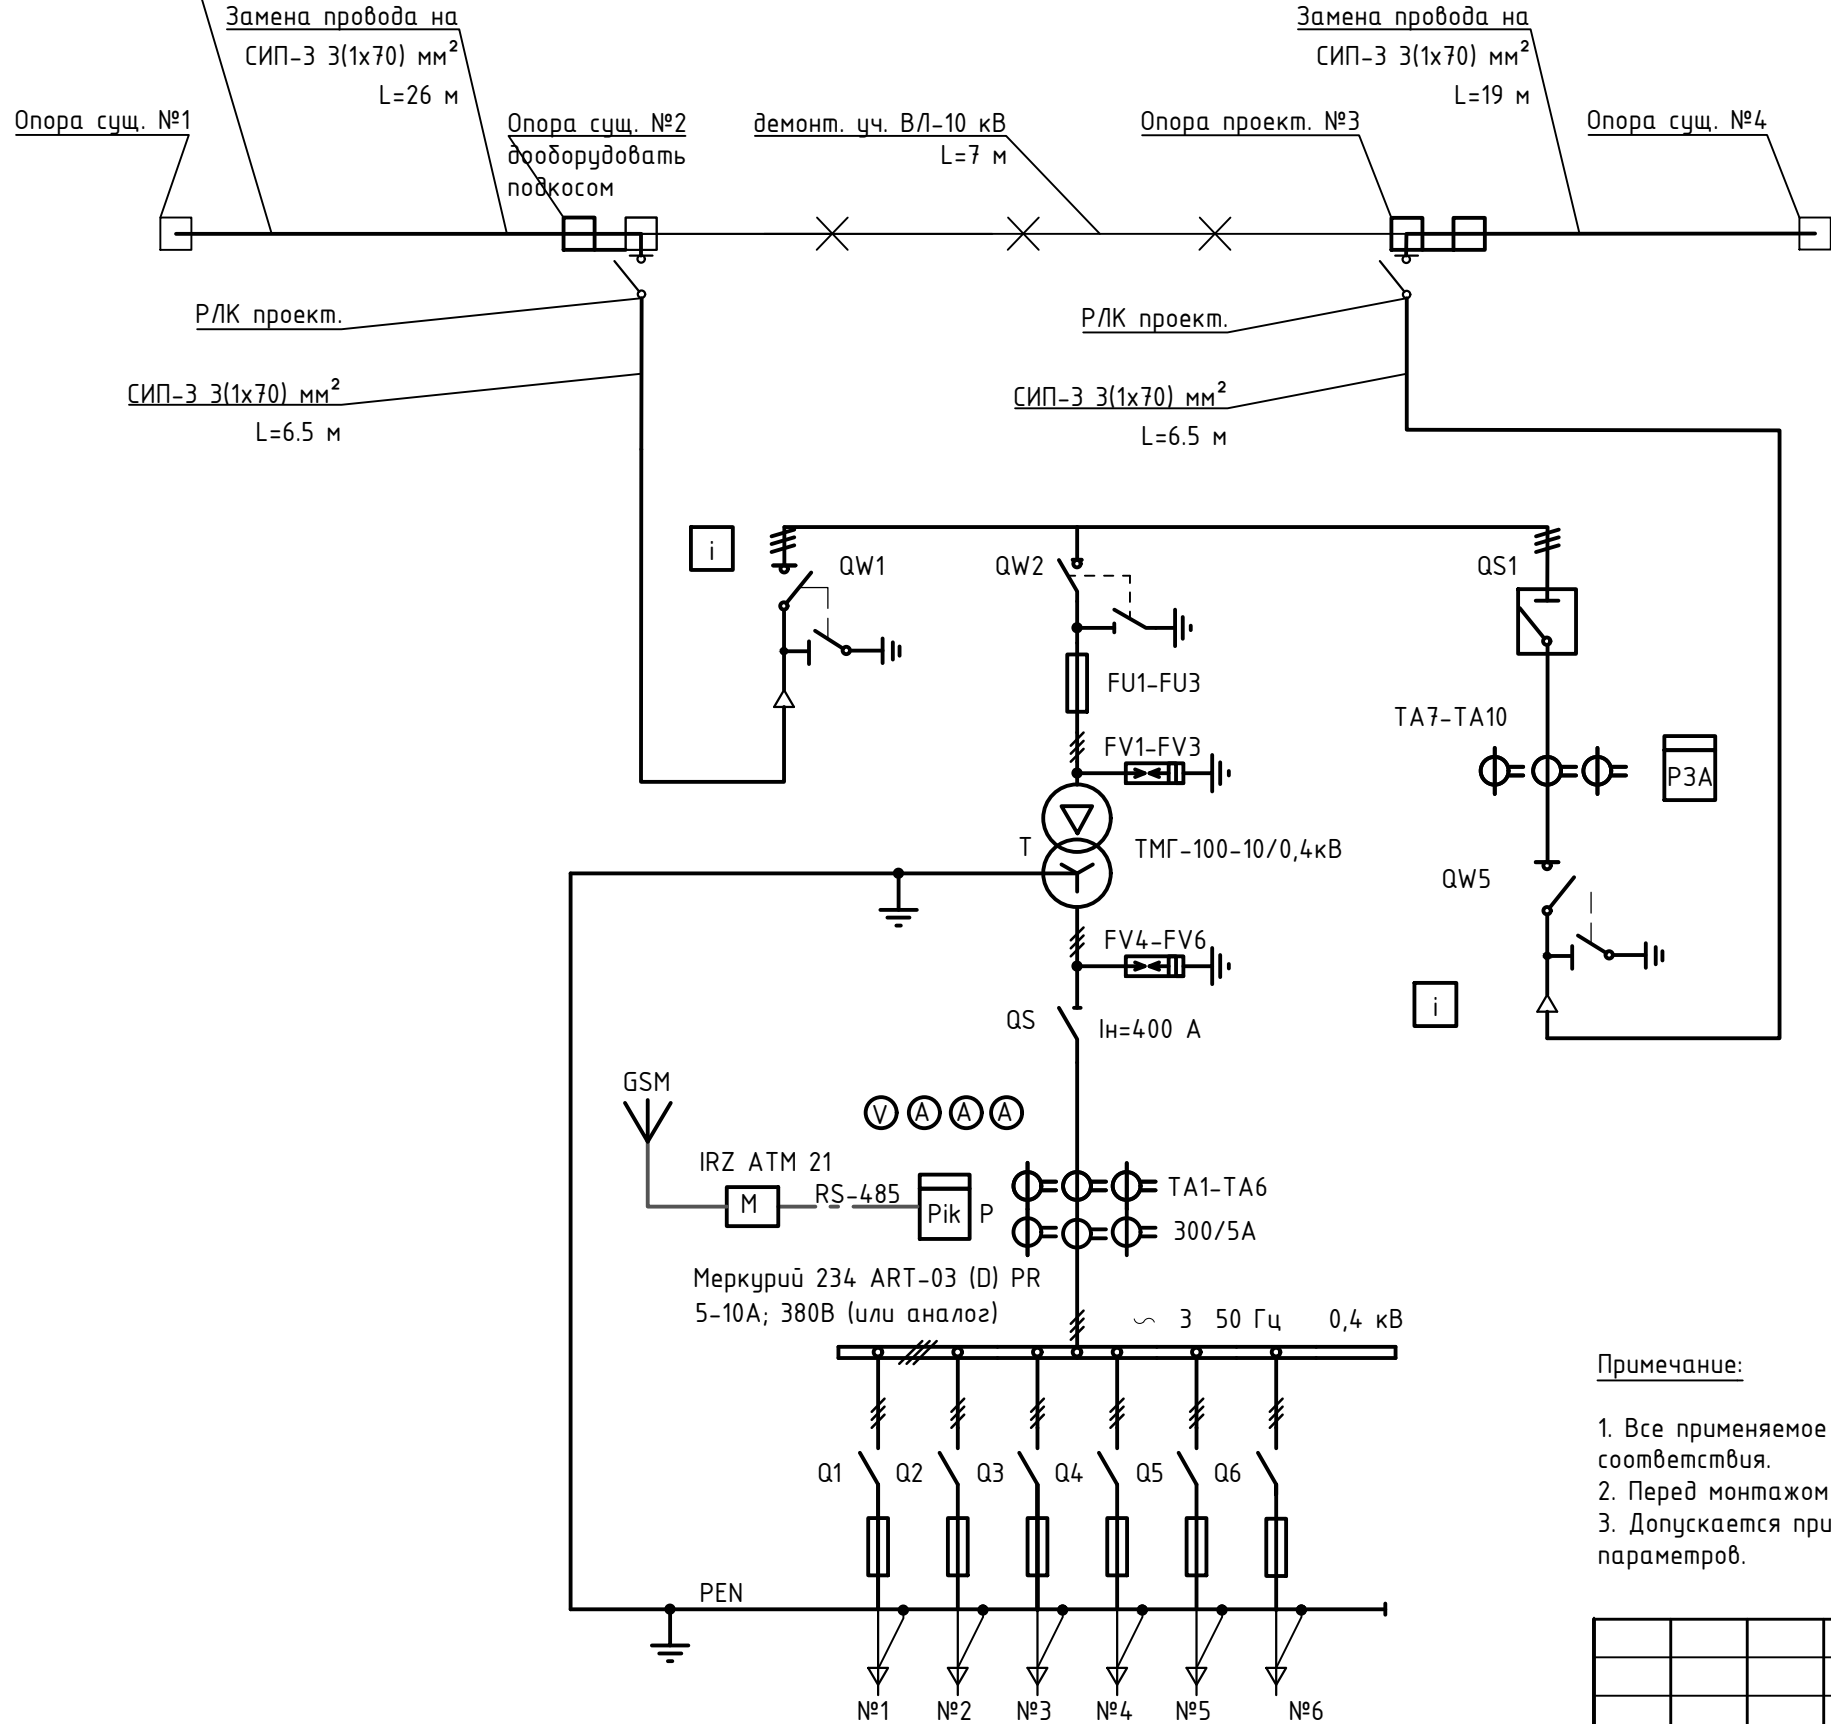 Замена провода на
СИП-3 3(1х70) мм²
L=26 м
Замена провода на
СИП-3 3(1х70) мм²
L=19 м
Опора сущ. №1
Опора сущ. №2
дооборудовать
подкосом
демонт. уч. ВЛ-10 кВ
L=7 м
Опора проект. №3
Опора сущ. №4
РЛК проект.
РЛК проект.
СИП-3 3(1х70) мм²
L=6.5 м
СИП-3 3(1х70) мм²
L=6.5 м
i
QW1
QW2
QS1
FU1-FU3
TA7-TA10
FV1-FV3
РЗА
T
ТМГ-100-10/0,4кВ
QW5
FV4-FV6
i
QS
Iн=400 А
GSM
V
A
A
A
IRZ ATM 21
RS-485
M
Pik
P
TA1-TA6
300/5А
Меркурий 234 ART-03 (D) PR
5-10А; 380В (или аналог)
~ 3 50 Гц 0,4 кВ
Q1
Q2
Q3
Q4
Q5
Q6
PEN
№1
№2
№3
№4
№5
№6
Примечание:
1. Все применяемое
соответствия.
2. Перед монтажом
3. Допускается при
параметров.